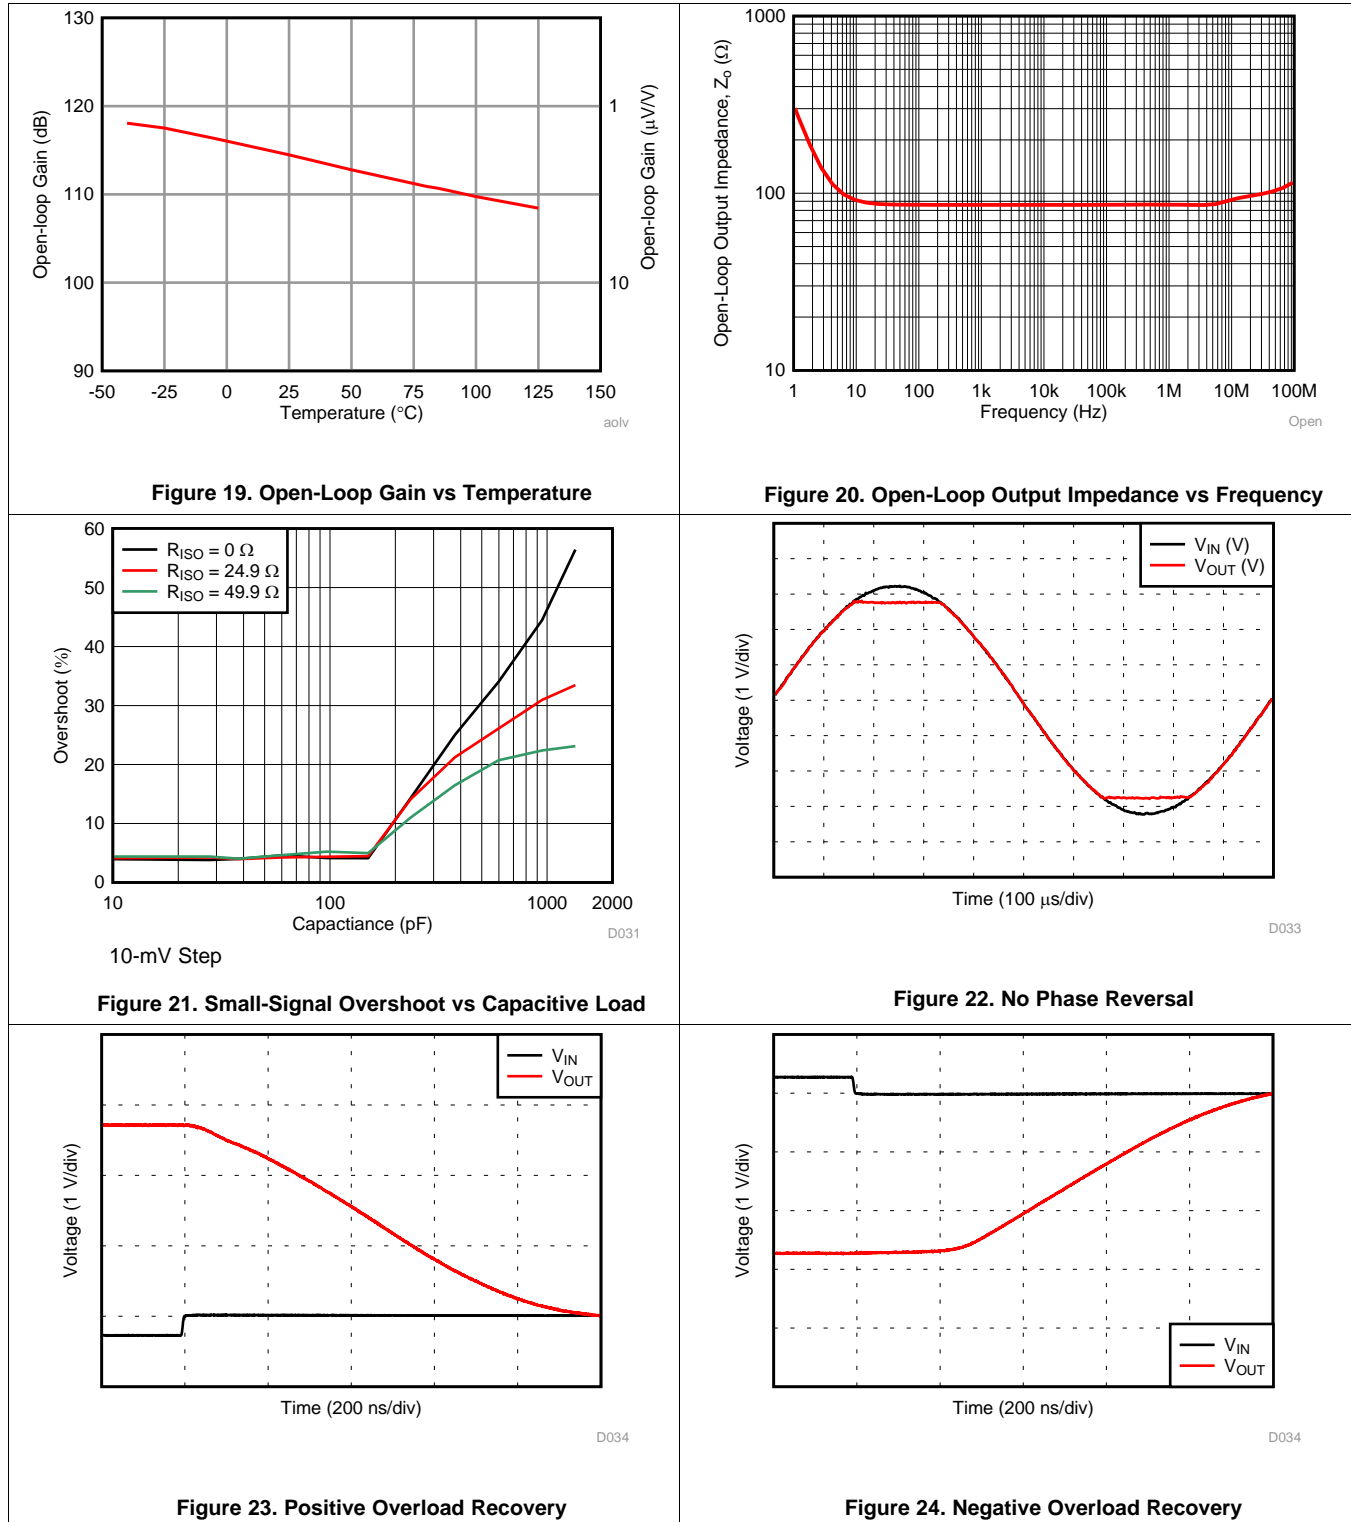 130
120
110
100
90
Open-loop Gain (dB)
1
10
Open-loop Gain (µV/V)
-50 -25 0 25 50 75 100 125 150
Temperature (°C)
aolv
Figure 19. Open-Loop Gain vs Temperature
1000
100
10
Open-Loop Output Impedance, Zo (Ω)
1 10 100 1k 10k 100k 1M 10M 100M
Frequency (Hz)
Open
Figure 20. Open-Loop Output Impedance vs Frequency
60
50
40
30
20
10
0
Overshoot (%)
RISO = 0 Ω
RISO = 24.9 Ω
RISO = 49.9 Ω
10 100 1000 2000
Capactiance (pF)
D031
10-mV Step
Figure 21. Small-Signal Overshoot vs Capacitive Load
VIN (V)
VOUT (V)
Voltage (1 V/div)
Time (100 µs/div)
D033
Figure 22. No Phase Reversal
VIN
VOUT
Voltage (1 V/div)
Time (200 ns/div)
D034
Figure 23. Positive Overload Recovery
Voltage (1 V/div)
VIN
VOUT
Time (200 ns/div)
D034
Figure 24. Negative Overload Recovery